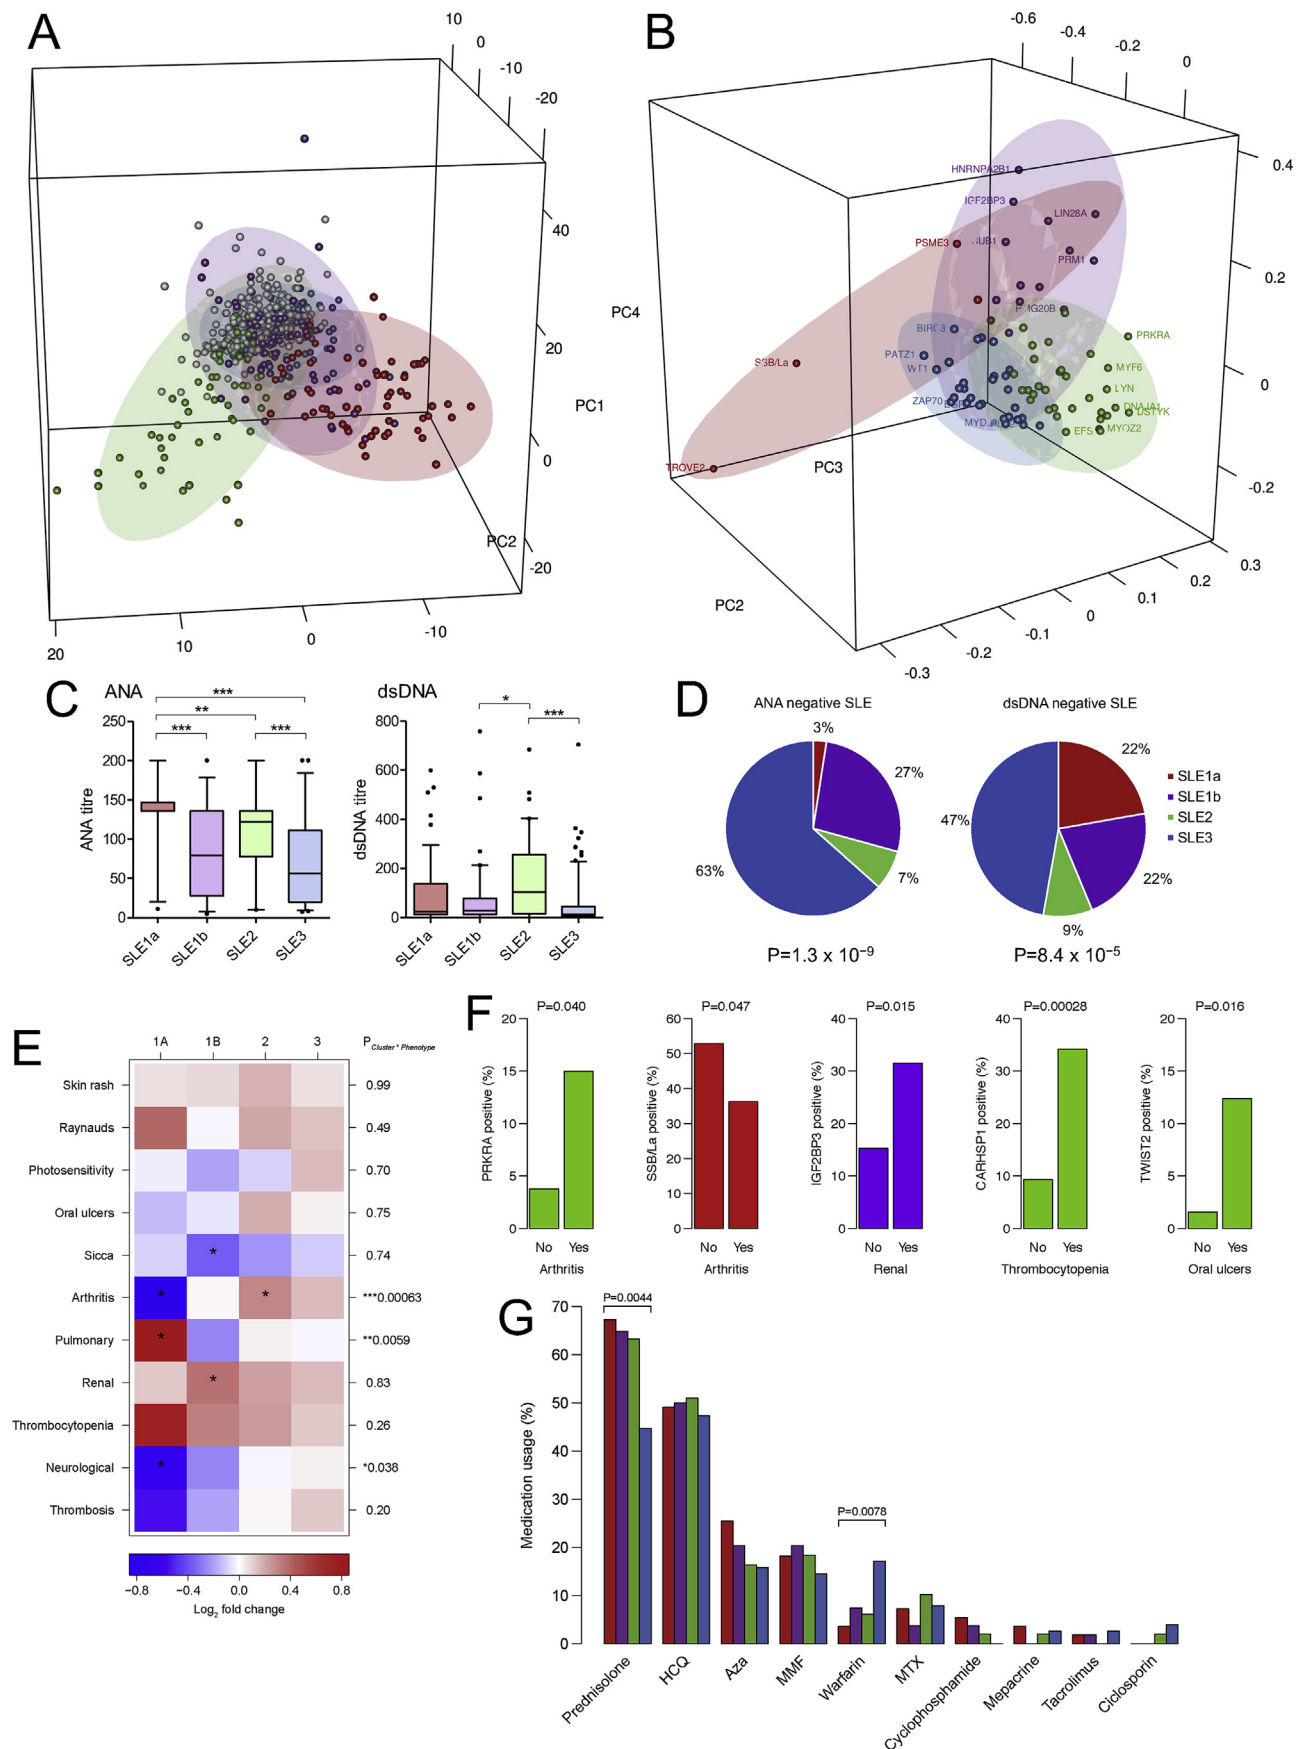 A
10
0
-10
-20
40
20
PC1
0
PC2
-20
20
10
0
-10
B
-0.6
-0.4
-0.2
0
0.4
0.2
0
-0.2
0.3
0.2
0.1
0
-0.1
-0.2
-0.3
PC4
PC3
PC2
HNRNPA2B1
IGF2BP3
LIN28A
PSME3
PRM1
BIRC3
PRKRA
SSB/La
PATZ1
WT1
MYF6
LYN
ZAP70
DNAJA1
DSTYK
EFS
MYOZ2
TROVE2
C
ANA
***
**
***
***
250
200
150
100
50
0
ANA titre
SLE1a
SLE1b
SLE2
SLE3
dsDNA
*
***
800
600
400
200
0
dsDNA titre
SLE1a
SLE1b
SLE2
SLE3
D
ANA negative SLE
3%
27%
7%
63%
P=1.3 x 10⁻⁹
dsDNA negative SLE
22%
22%
9%
47%
P=8.4 x 10⁻⁵
SLE1a
SLE1b
SLE2
SLE3
E
1A 1B 2 3 P Cluster * Phenotype
Skin rash 0.99
Raynauds 0.49
Photosensitivity 0.70
Oral ulcers 0.75
Sicca * 0.74
Arthritis * * ***0.00063
Pulmonary * **0.0059
Renal * 0.83
Thrombocytopenia 0.26
Neurological * *0.038
Thrombosis 0.20
−0.8 −0.4 0.0 0.4 0.8
Log₂ fold change
F
P=0.040
20
15
10
5
0
PRKRA positive (%)
No Yes
Arthritis
P=0.047
60
50
40
30
20
10
0
SSB/La positive (%)
No Yes
Arthritis
P=0.015
40
30
20
10
0
IGF2BP3 positive (%)
No Yes
Renal
P=0.00028
40
30
20
10
0
CARHSP1 positive (%)
No Yes
Thrombocytopenia
P=0.016
20
15
10
5
0
TWIST2 positive (%)
No Yes
Oral ulcers
G
P=0.0044
P=0.0078
70
60
50
40
30
20
10
0
Medication usage (%)
Prednisolone
HCQ
Aza
MMF
Warfarin
MTX
Cyclophosphamide
Mepacrine
Tacrolimus
Ciclosporin